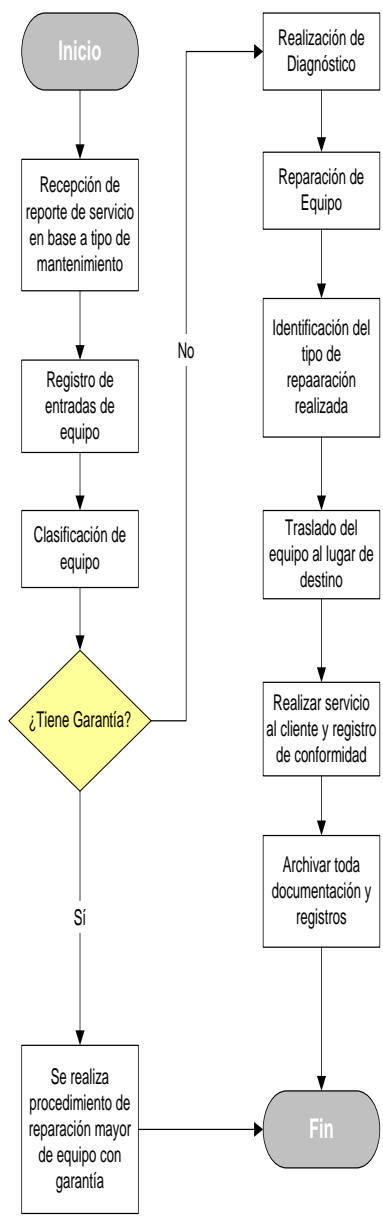 Inicio
Recepción de
reporte de servicio
en base a tipo de
mantenimiento
Registro de
entradas de
equipo
Clasificación de
equipo
¿Tiene Garantía?
No
Sí
Se realiza
procedimiento de
reparación mayor
de equipo con
garantía
Realización de
Diagnóstico
Reparación de
Equipo
Identificación del
tipo de
repaaración
realizada
Traslado del
equipo al lugar de
destino
Realizar servicio
al cliente y registro
de conformidad
Archivar toda
documentación y
registros
Fin